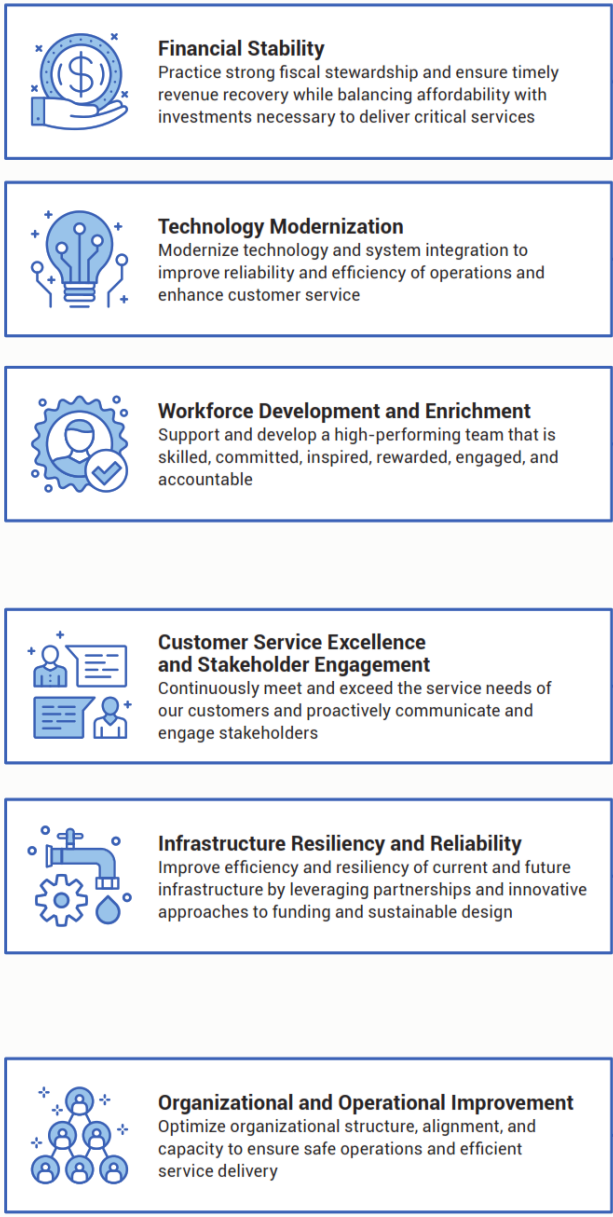 Financial Stability
Practice strong fiscal stewardship and ensure timely
revenue recovery while balancing affordability with
investments necessary to deliver critical services
Technology Modernization
Modernize technology and system integration to
improve reliability and efficiency of operations and
enhance customer service
Workforce Development and Enrichment
Support and develop a high-performing team that is
skilled, committed, inspired, rewarded, engaged, and
accountable
Customer Service Excellence
and Stakeholder Engagement
Continuously meet and exceed the service needs of
our customers and proactively communicate and
engage stakeholders
Infrastructure Resiliency and Reliability
Improve efficiency and resiliency of current and future
infrastructure by leveraging partnerships and innovative
approaches to funding and sustainable design
Organizational and Operational Improvement
Optimize organizational structure, alignment, and
capacity to ensure safe operations and efficient
service delivery